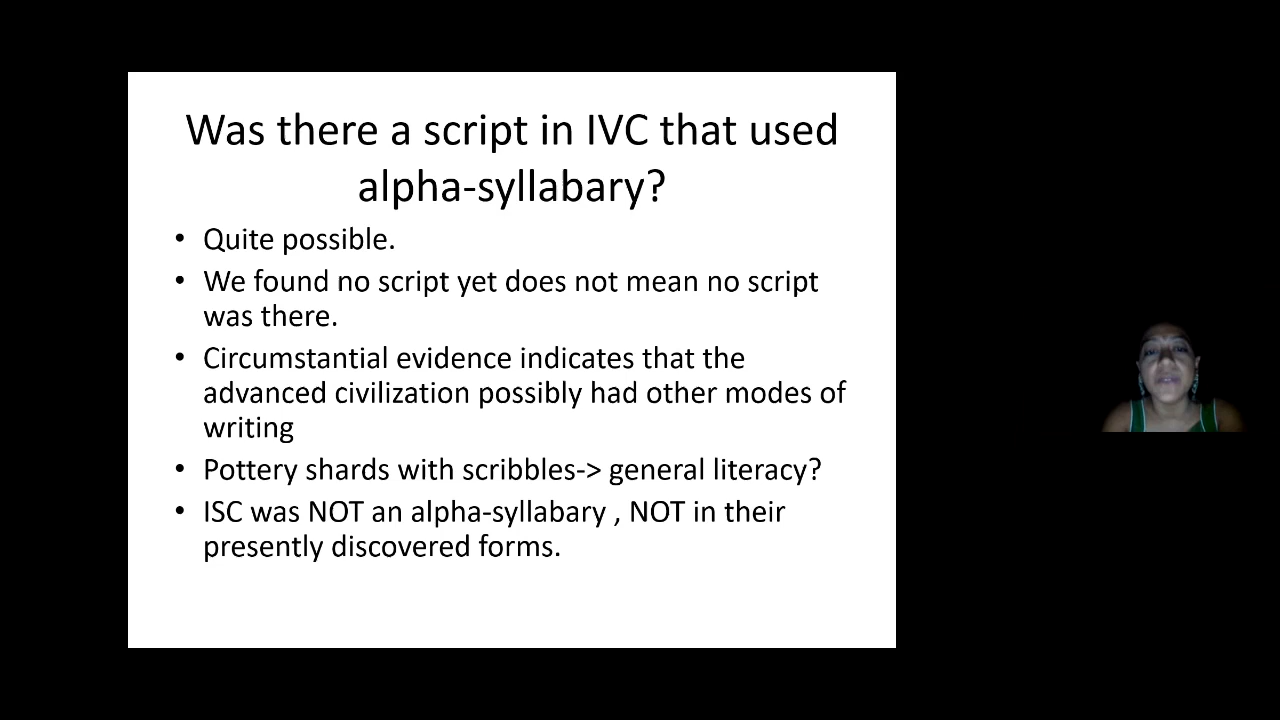 Was there a script in IVC that used
alpha-syllabary?
• Quite possible.
• We found no script yet does not mean no script
was there.
• Circumstantial evidence indicates that the
advanced civilization possibly had other modes of
writing
• Pottery shards with scribbles-> general literacy?
• ISC was NOT an alpha-syllabary , NOT in their
presently discovered forms.